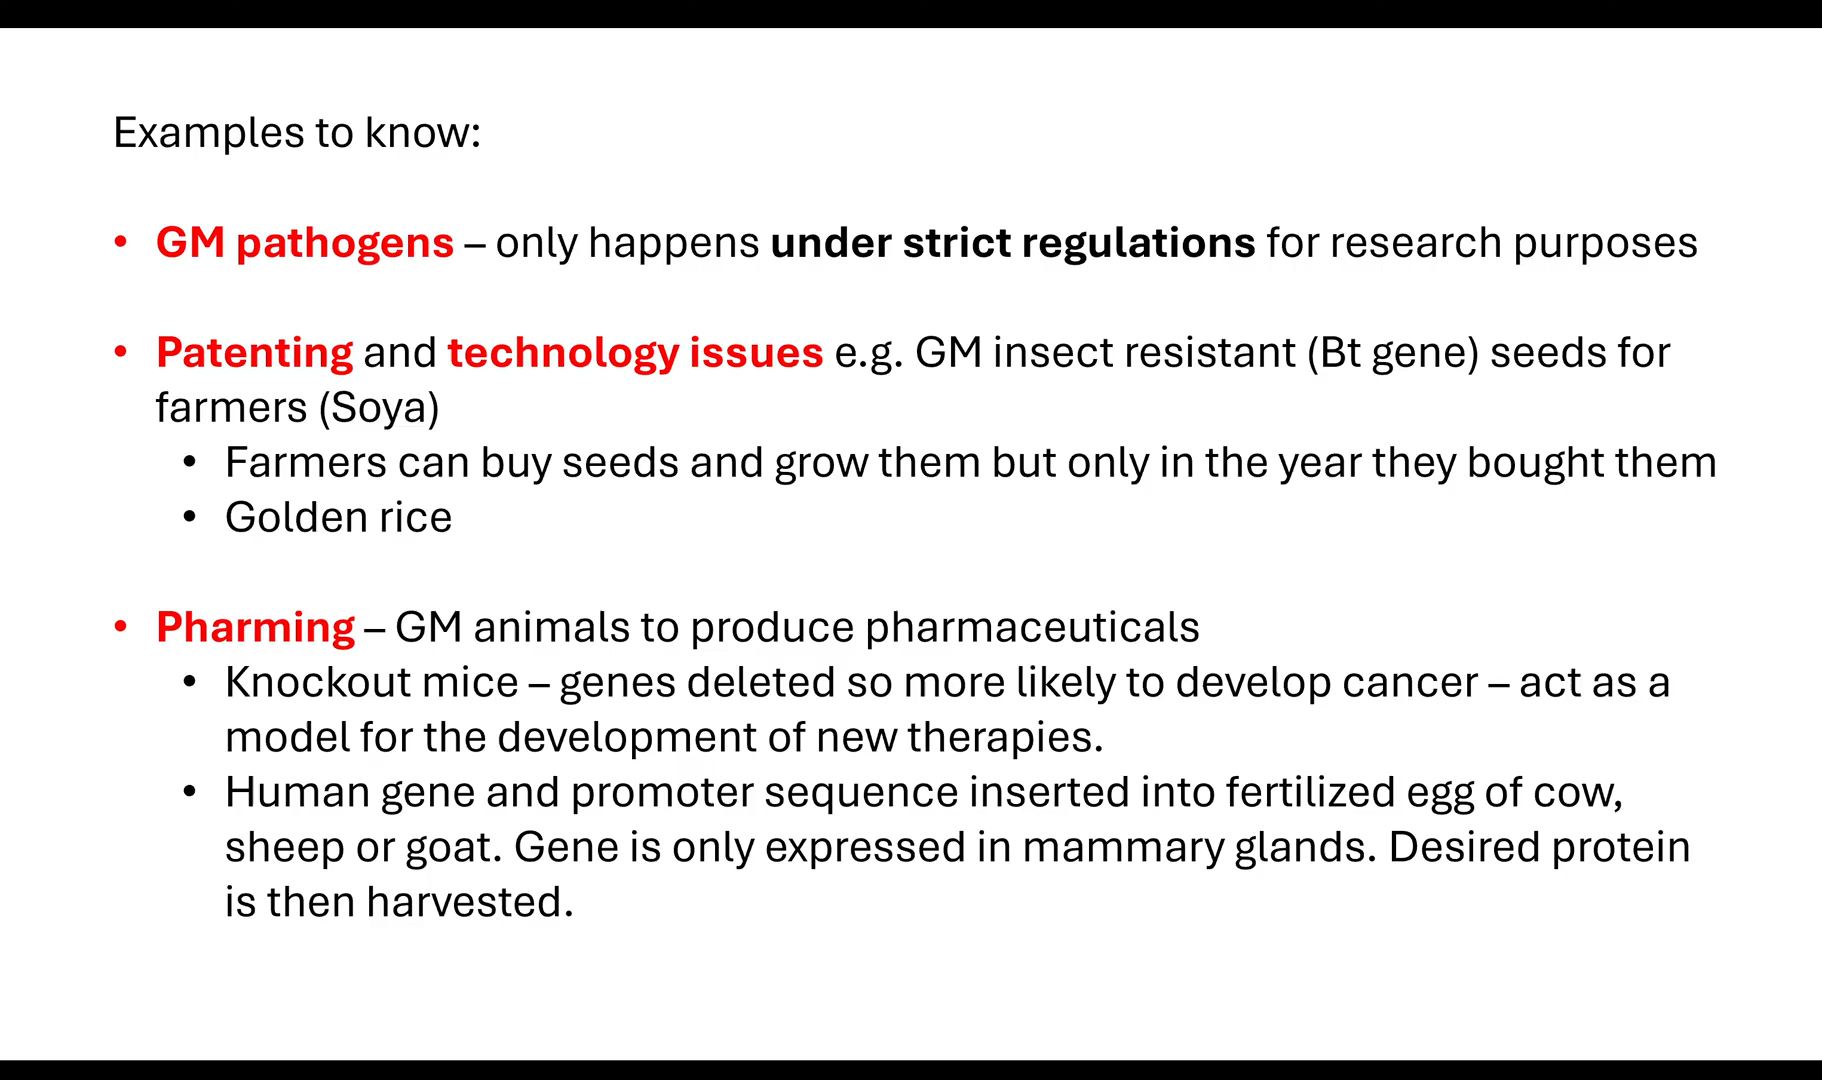 Examples to know:
• GM pathogens – only happens under strict regulations for research purposes
• Patenting and technology issues e.g. GM insect resistant (Bt gene) seeds for
farmers (Soya)
• Farmers can buy seeds and grow them but only in the year they bought them
• Golden rice
• Pharming – GM animals to produce pharmaceuticals
• Knockout mice – genes deleted so more likely to develop cancer – act as a
model for the development of new therapies.
• Human gene and promoter sequence inserted into fertilized egg of cow,
sheep or goat. Gene is only expressed in mammary glands. Desired protein
is then harvested.